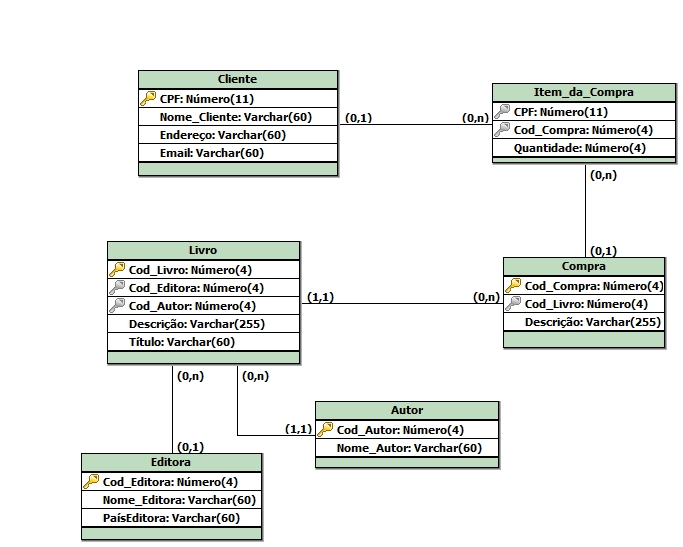 Cliente
CPF: Número(11)
Nome_Cliente: Varchar(60)
Endereço: Varchar(60)
Email: Varchar(60)
(0,1)
(0,n)
Item_da_Compra
CPF: Número(11)
Cod_Compra: Número(4)
Quantidade: Número(4)
(0,n)
(0,1)
Livro
Cod_Livro: Número(4)
Cod_Editora: Número(4)
Cod_Autor: Número(4)
Descrição: Varchar(255)
Título: Varchar(60)
(1,1)
(0,n)
Compra
Cod_Compra: Número(4)
Cod_Livro: Número(4)
Descrição: Varchar(255)
(0,n)
(0,n)
(1,1)
(0,1)
Autor
Cod_Autor: Número(4)
Nome_Autor: Varchar(60)
Editora
Cod_Editora: Número(4)
Nome_Editora: Varchar(60)
PaísEditora: Varchar(60)